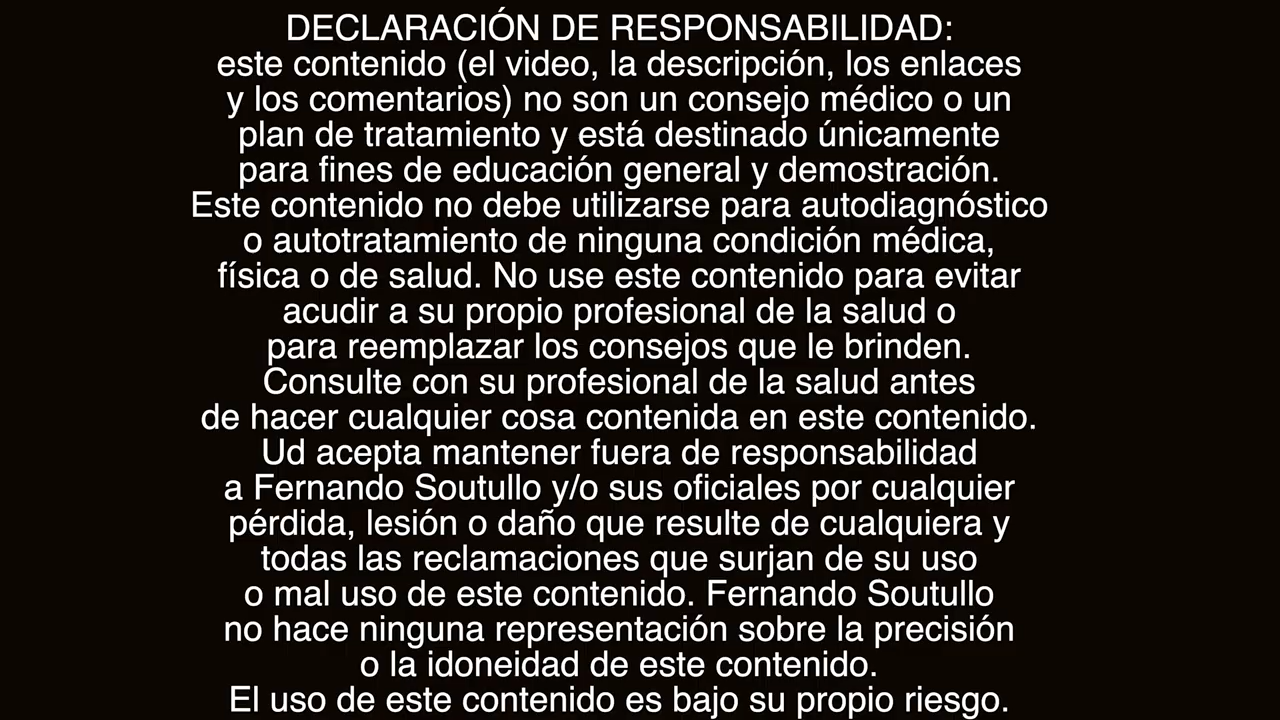 DECLARACIÓN DE RESPONSABILIDAD:
este contenido (el video, la descripción, los enlaces
y los comentarios) no son un consejo médico o un
plan de tratamiento y está destinado únicamente
para fines de educación general y demostración.
Este contenido no debe utilizarse para autodiagnóstico
o autotratamiento de ninguna condición médica,
física o de salud. No use este contenido para evitar
acudir a su propio profesional de la salud o
para reemplazar los consejos que le brinden.
Consulte con su profesional de la salud antes
de hacer cualquier cosa contenida en este contenido.
Ud acepta mantener fuera de responsabilidad
a Fernando Soutullo y/o sus oficiales por cualquier
pérdida, lesión o daño que resulte de cualquiera y
todas las reclamaciones que surjan de su uso
o mal uso de este contenido. Fernando Soutullo
no hace ninguna representación sobre la precisión
o la idoneidad de este contenido.
El uso de este contenido es bajo su propio riesgo.